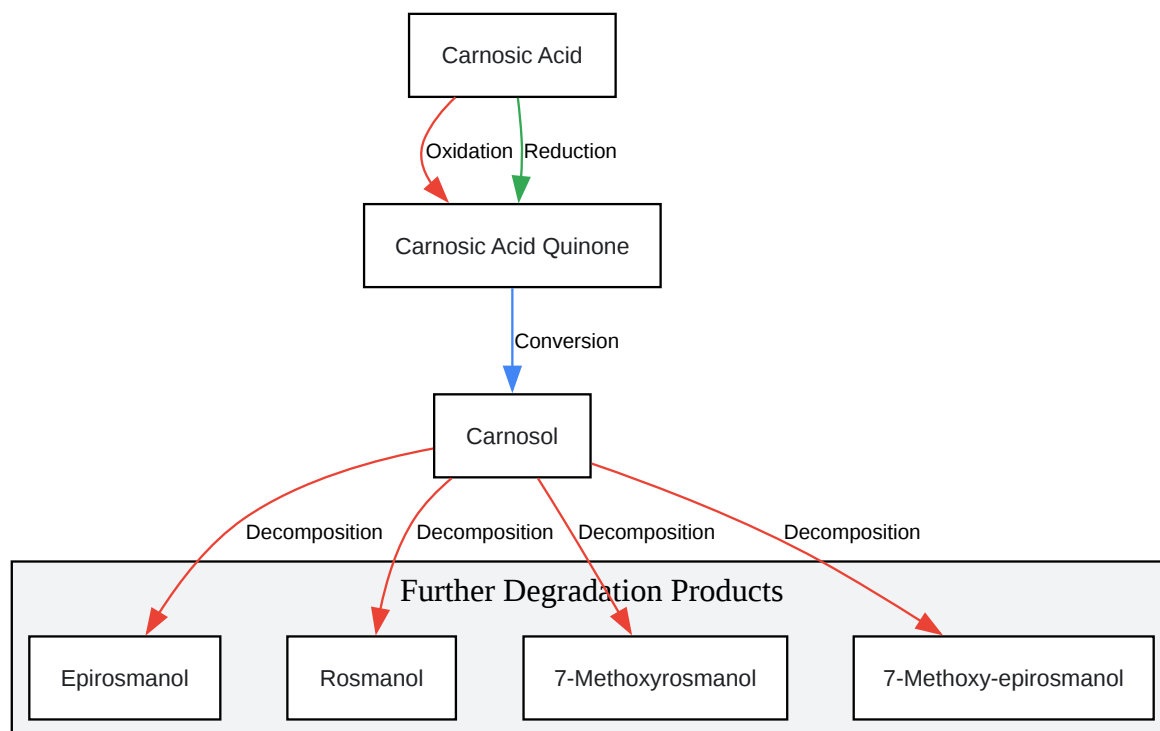 Carnosic Acid
Oxidation
Reduction
Carnosic Acid Quinone
Conversion
Carnosol
Decomposition
Decomposition
Decomposition
Decomposition
Further Degradation Products
Epirosmanol
Rosmanol
7-Methoxyrosmanol
7-Methoxy-epirosmanol